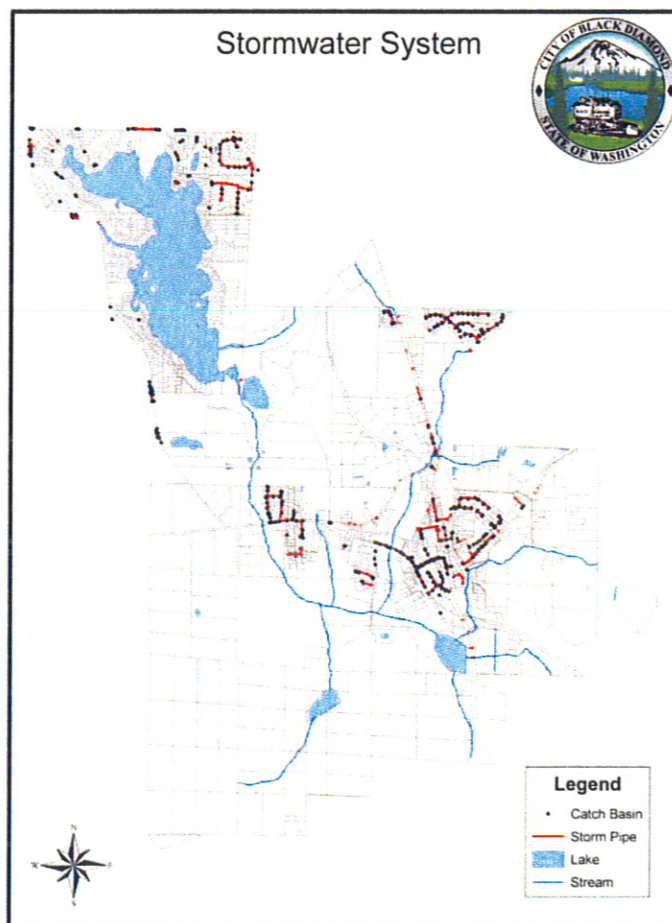 Stormwater System
CITY OF BLACK DIAMOND
STATE OF WASHINGTON
Legend
Catch Basin
Storm Pipe
Lake
Stream
N
W
S